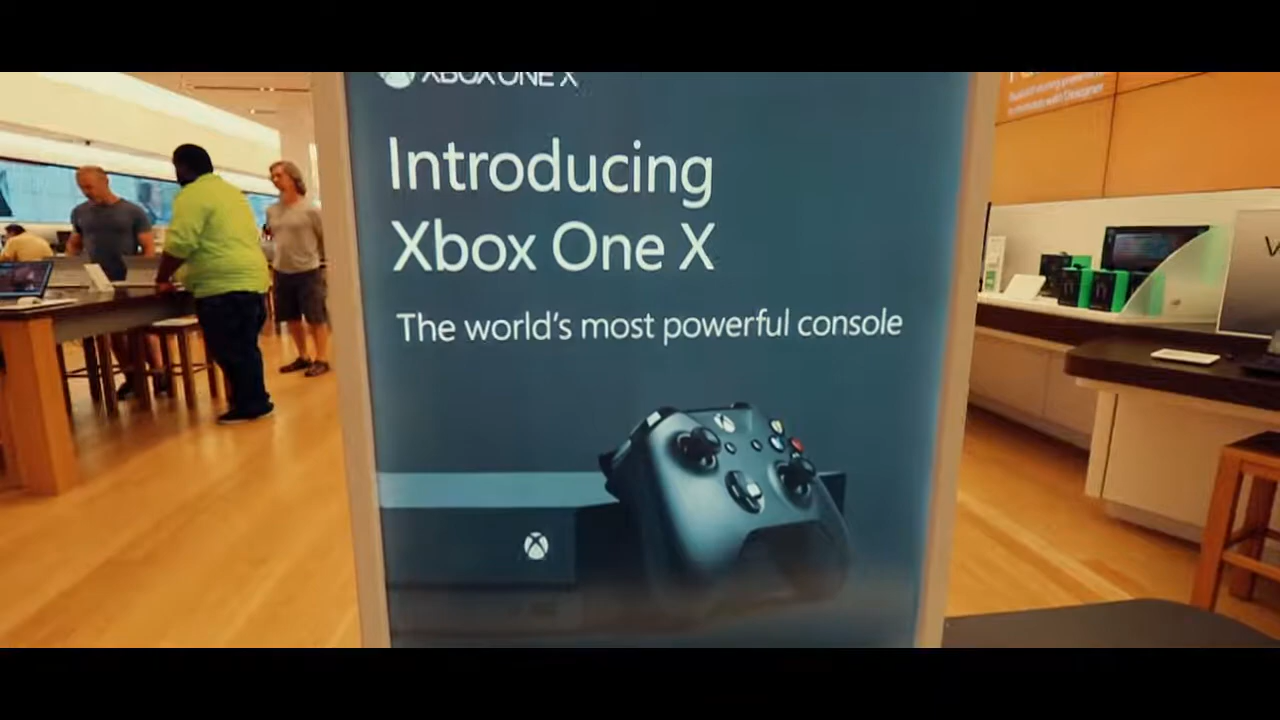 XBOX ONE X
Introducing
Xbox One X
The world's most powerful console